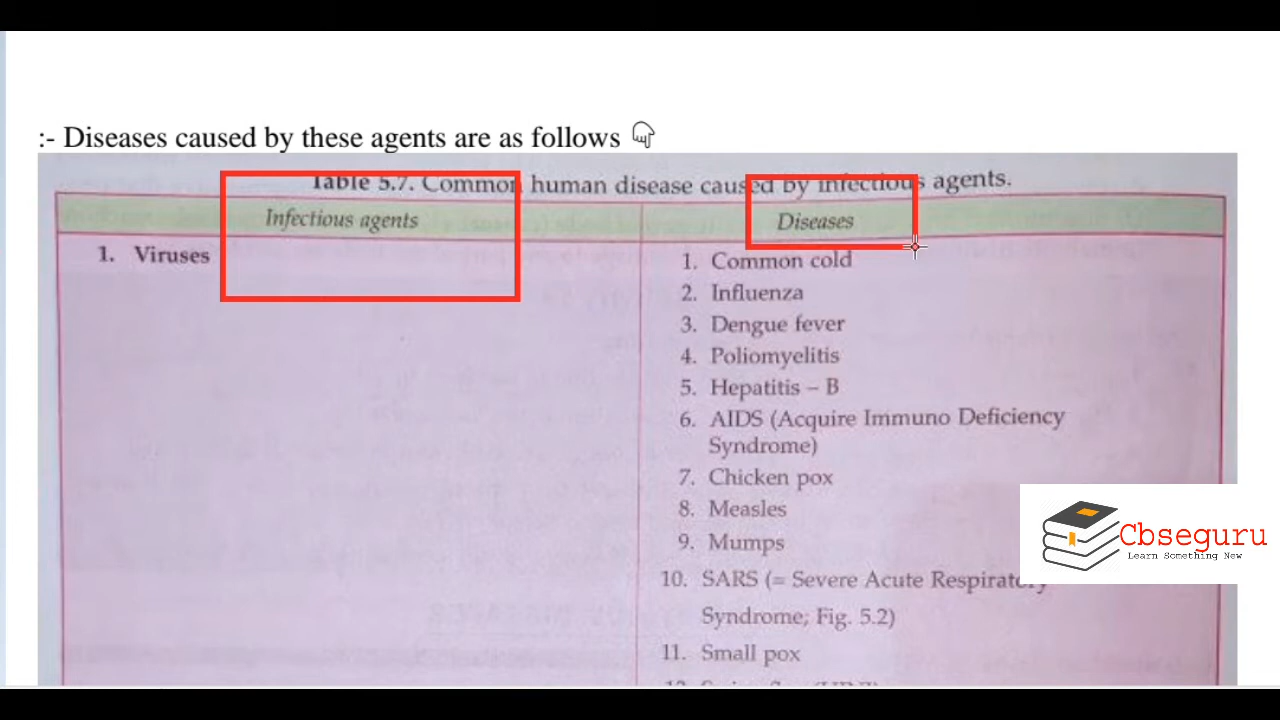 :- Diseases caused by these agents are as follows
Table 5.7. Common human disease caused by infectious agents.
Infectious agents
Diseases
1. Viruses
1. Common cold
2. Influenza
3. Dengue fever
4. Poliomyelitis
5. Hepatitis – B
6. AIDS (Acquire Immuno Deficiency
Syndrome)
7. Chicken pox
8. Measles
9. Mumps
10. SARS (= Severe Acute Respiratory
Syndrome; Fig. 5.2)
11. Small pox
Cbseguru
Learn Something New